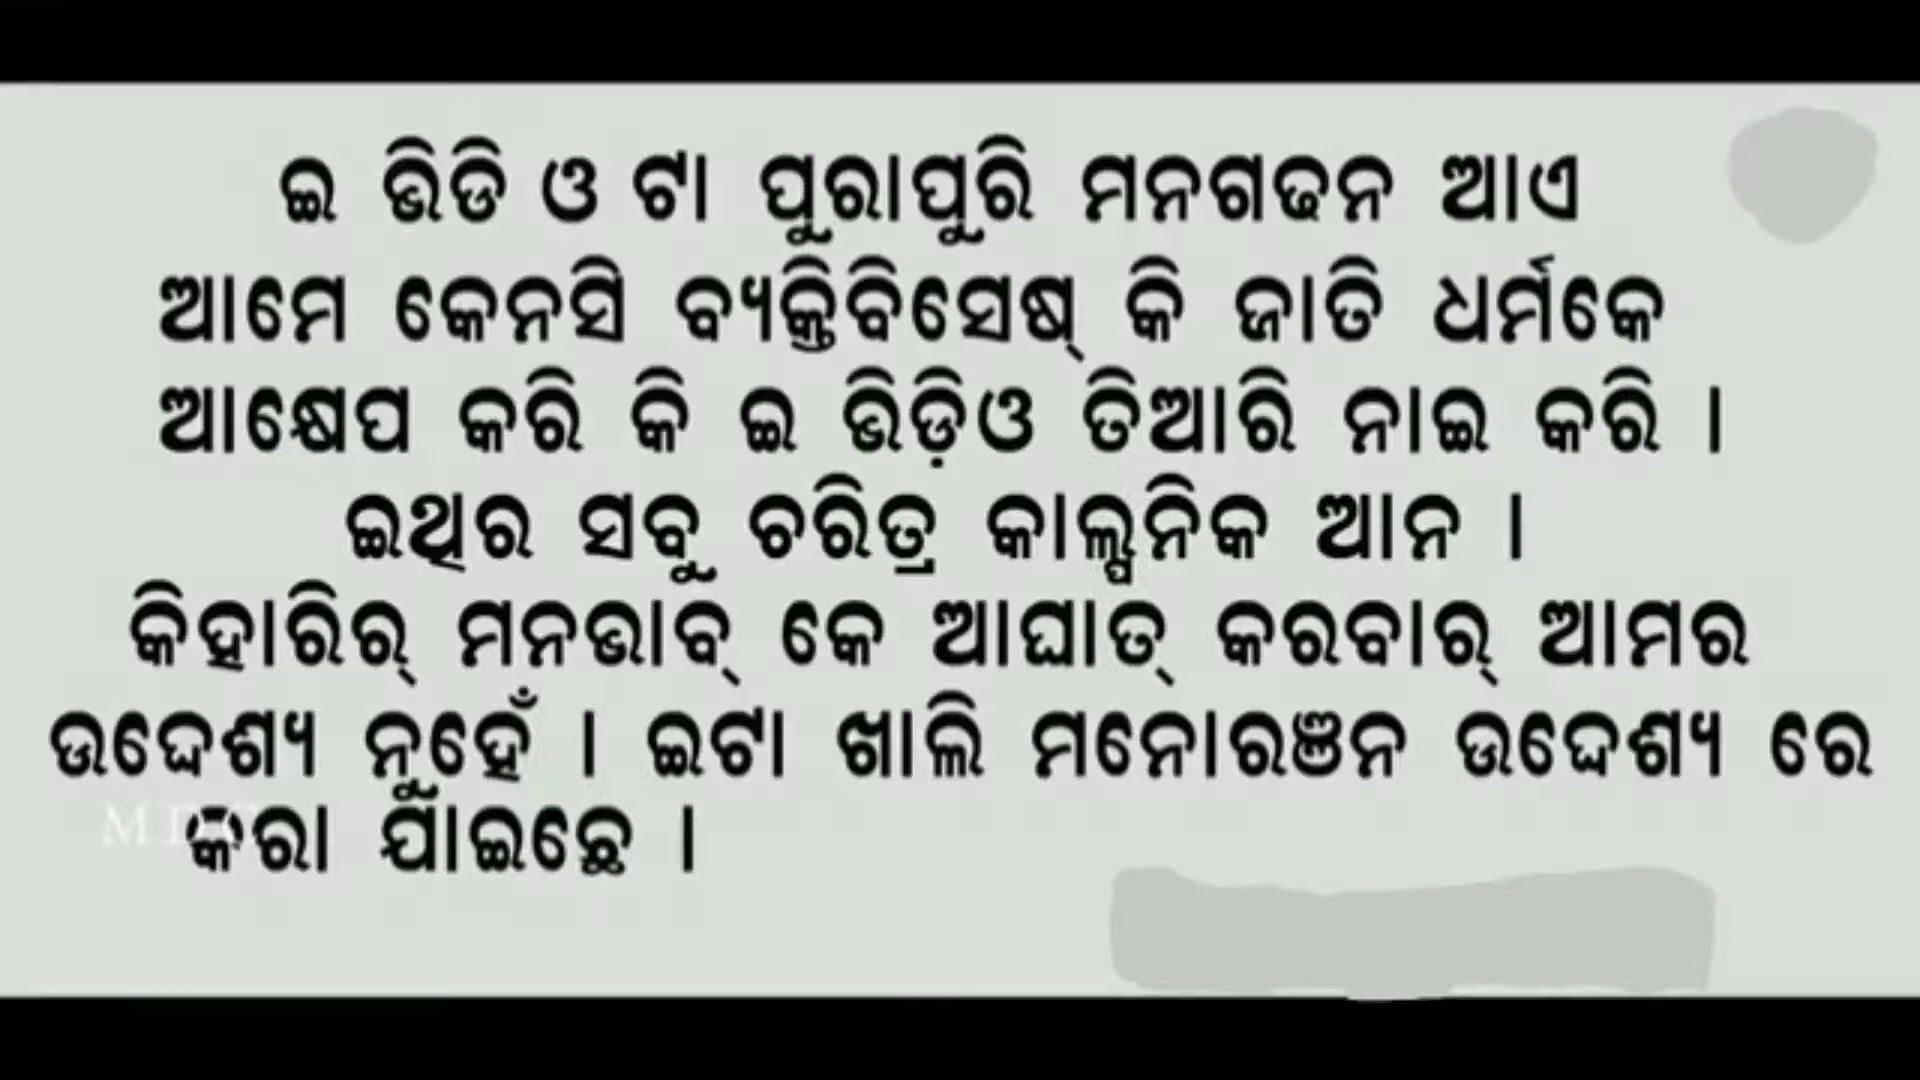 ଇ ଭିଡି ଓ ଟା ପୁରାପୁରି ମନଗଢନ ଆଏ
ଆମେ କେନସି ବ୍ୟକ୍ତିବିସେଷ୍ କି ଜାତି ଧର୍ମକେ
ଆକ୍ଷେପ କରି କି ଇ ଭିଡ଼ିଓ ତିଆରି ନାଇ କରି ।
ଇଥିର ସବୁ ଚରିତ୍ର କାଳ୍ପନିକ ଆନ ।
କିହାରିର୍ ମନଭାବ୍ କେ ଆଘାତ୍ କରବାର୍ ଆମର
ଉଦ୍ଦେଶ୍ୟ ନୁହେଁ । ଇଟା ଖାଲି ମନୋରଞ୍ଜନ ଉଦ୍ଦେଶ୍ୟ ରେ
କରା ଯାଇଛେ ।